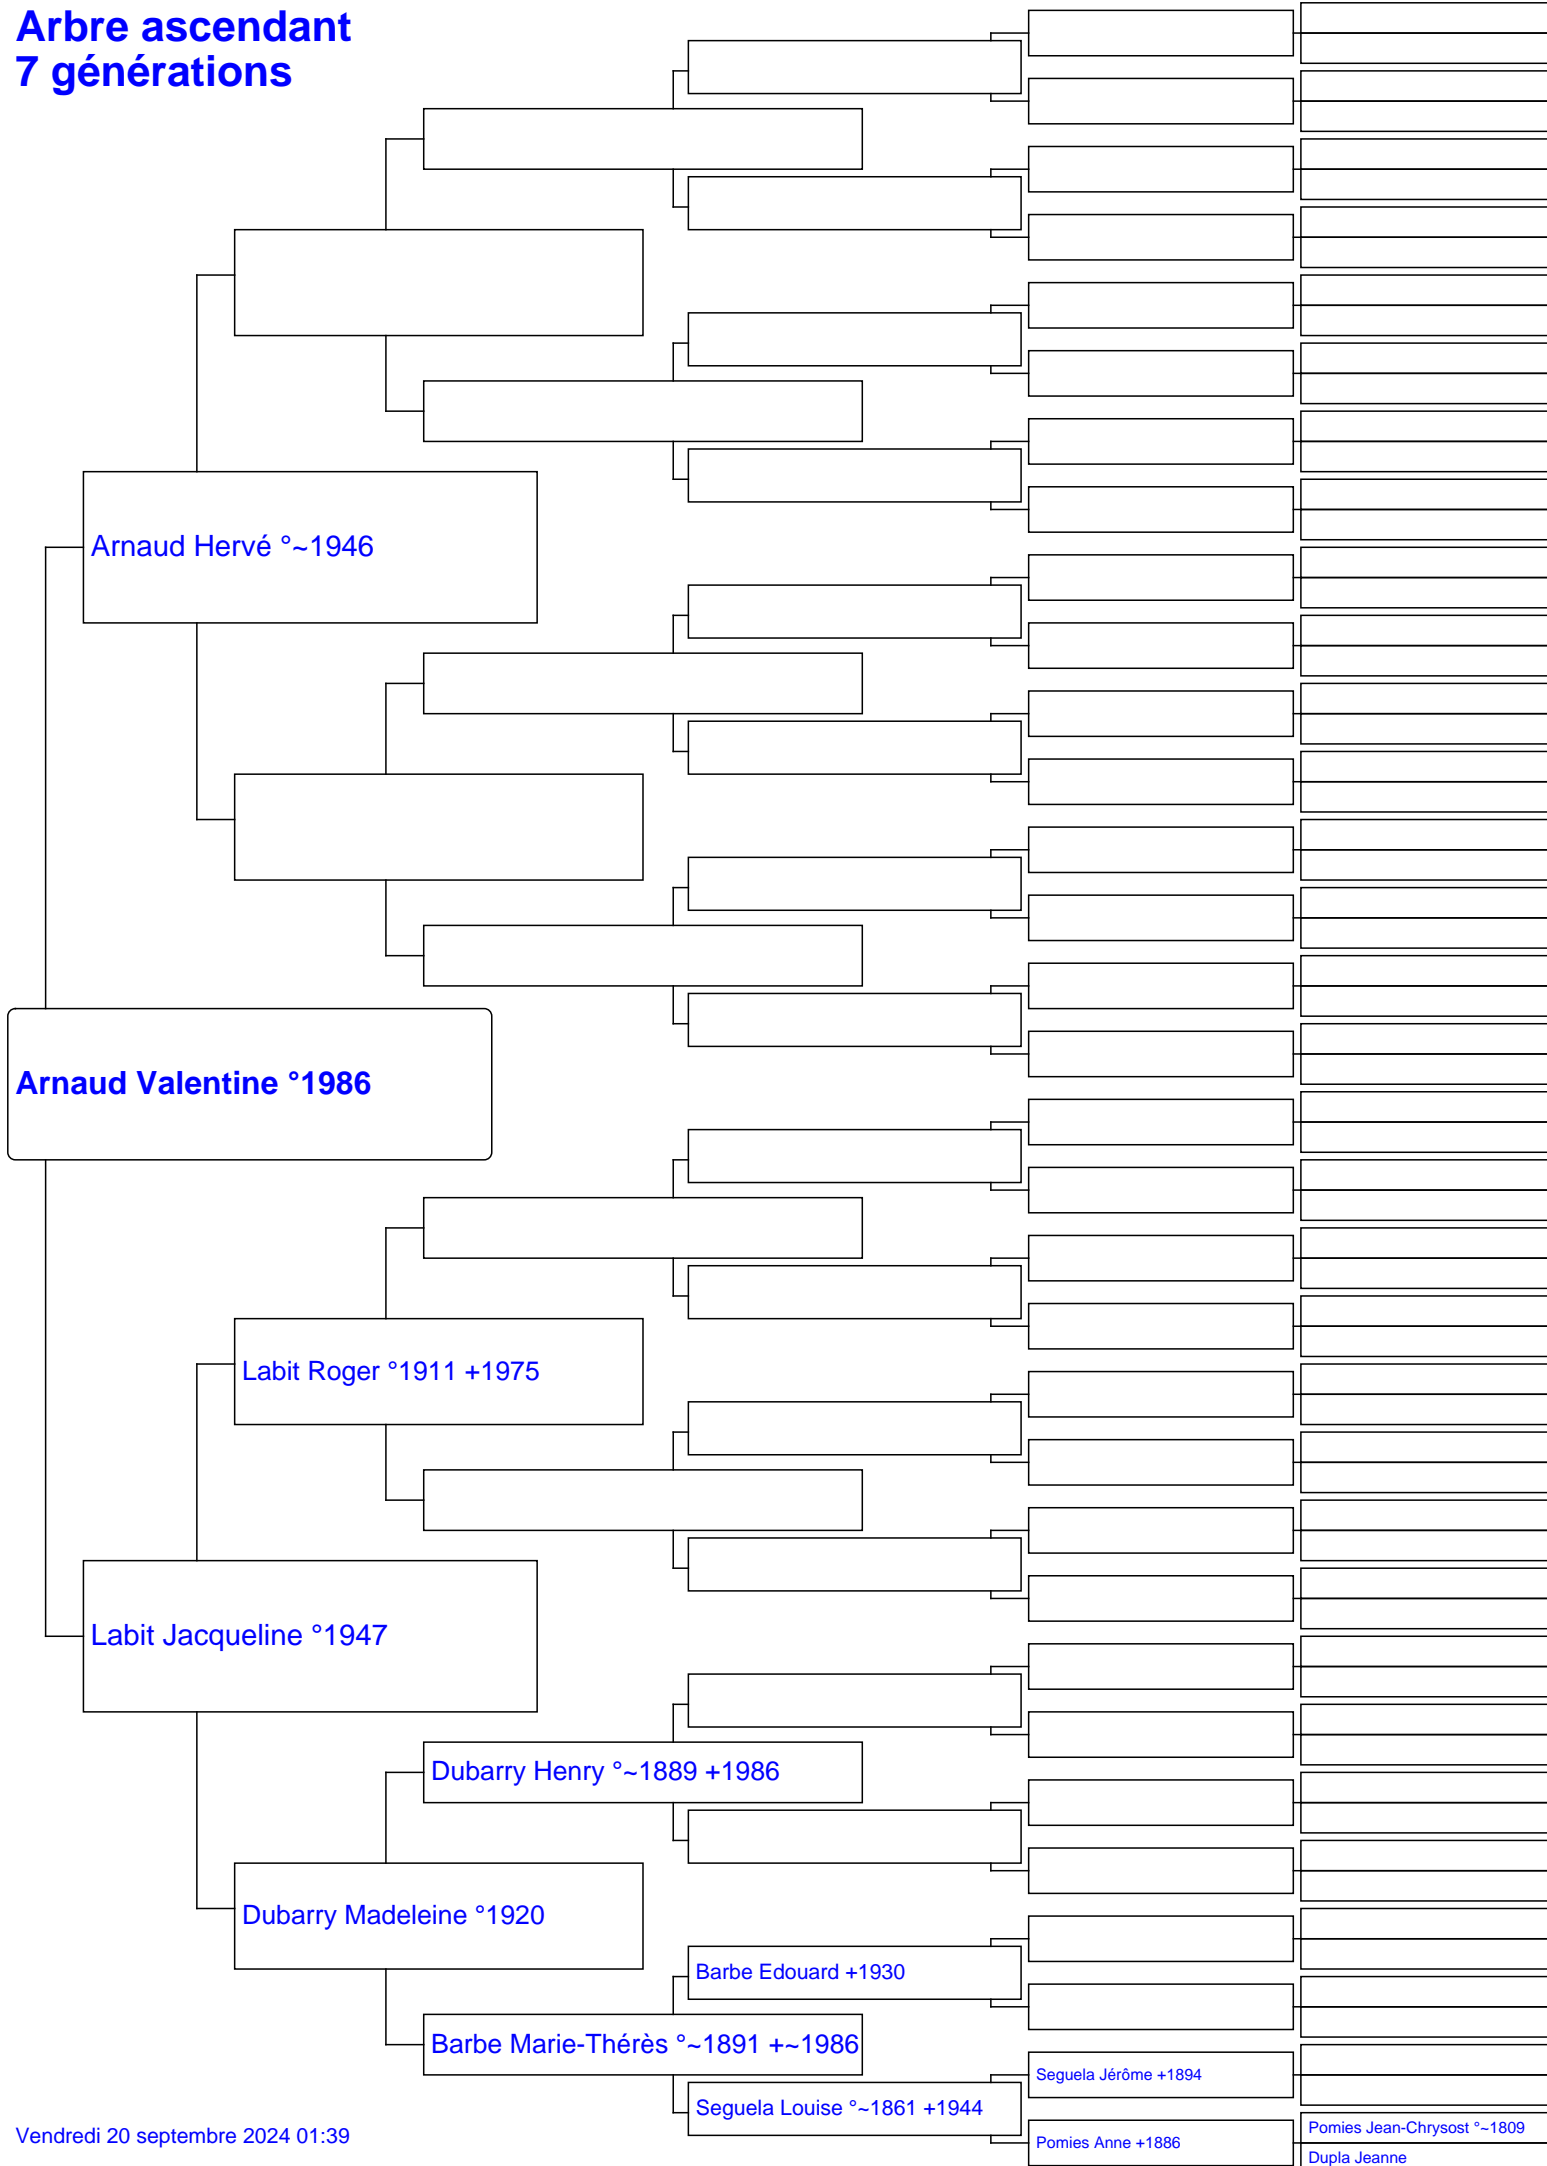 Arbre ascendant
7 générations
Arnaud Hervé °~1946
Arnaud Valentine °1986
Labit Roger °1911 +1975
Labit Jacqueline °1947
Dubarry Henry °~1889 +1986
Dubarry Madeleine °1920
Barbe Edouard +1930
Barbe Marie-Thérès °~1891 +~1986
Seguela Jérôme +1894
Seguela Louise °~1861 +1944
Pomies Jean-Chrysost °~1809
Pomies Anne +1886
Dupla Jeanne
Vendredi 20 septembre 2024 01:39